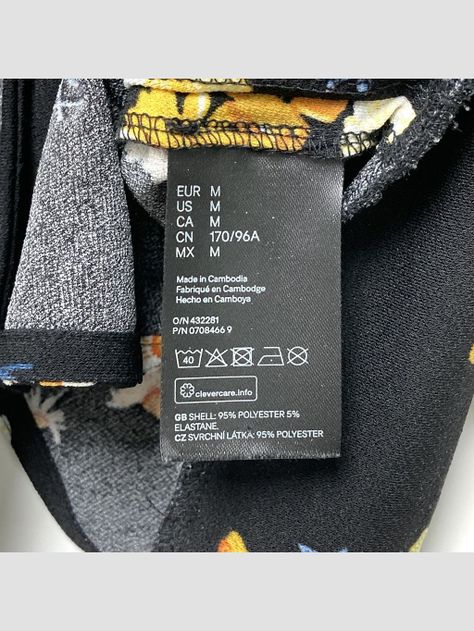 EUR M
US M
CA M
CN 170/96A
MX M
Made in Cambodia
Fabriqué en Cambodge
Hecho en Camboya
O/N 432281
P/N 0708466 9
40
clevercare.info
GB SHELL: 95% POLYESTER 5%
ELASTANE.
CZ SVRCHNÍ LÁTKA: 95% POLYESTER